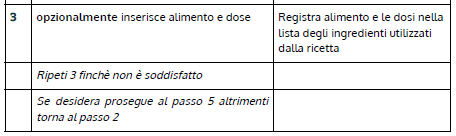 3 opzionalmente inserisce alimento e dose Registra alimento e le dosi nella
lista degli ingredienti utilizzati
dalla ricetta
Ripeti 3 finchè non è soddisfatto
Se desidera prosegue al passo 5 altrimenti
torna al passo 2